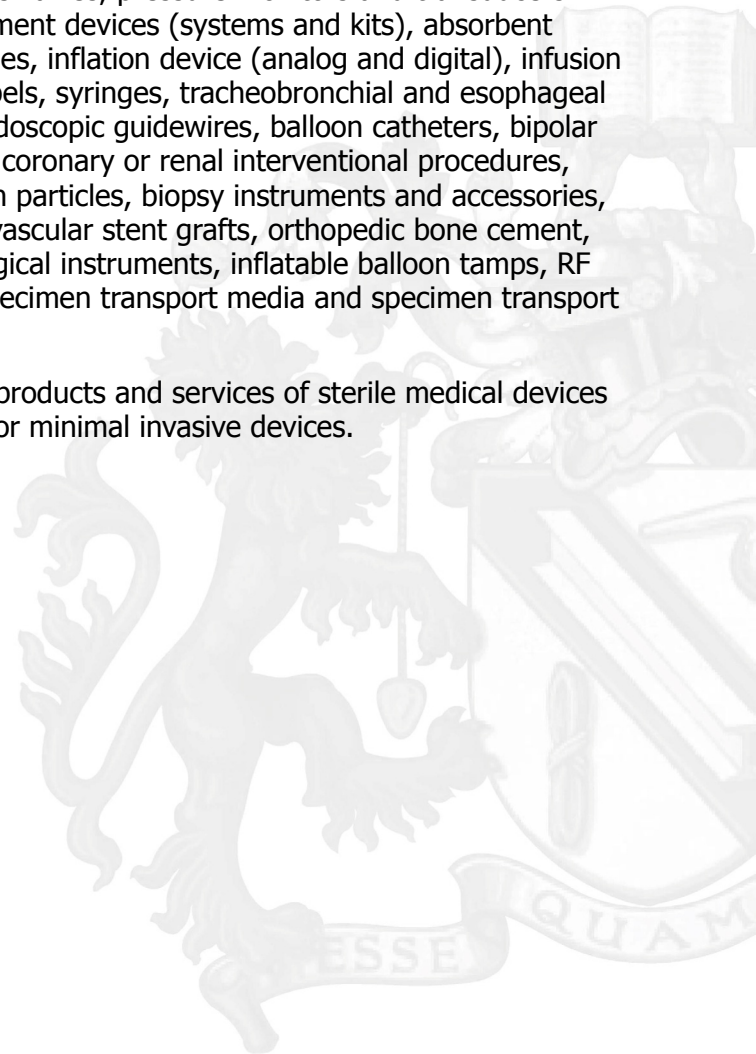 ment devices (systems and kits), absorbent
es, inflation device (analog and digital), infusion
bels, syringes, tracheobronchial and esophageal
doscopic guidewires, balloon catheters, bipolar
coronary or renal interventional procedures,
particles, biopsy instruments and accessories,
vascular stent grafts, orthopedic bone cement,
gical instruments, inflatable balloon tamps, RF
pecimen transport media and specimen transport
products and services of sterile medical devices
or minimal invasive devices.
ESSE QUAM